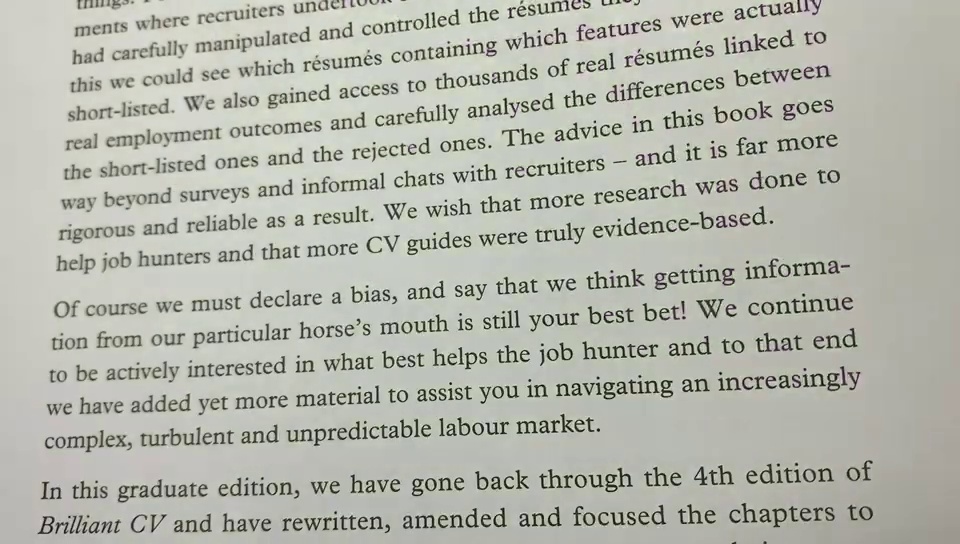 things.
ments where recruiters undertook
had carefully manipulated and controlled the résumés
this we could see which résumés containing which features were actually
short-listed. We also gained access to thousands of real résumés linked to
real employment outcomes and carefully analysed the differences between
the short-listed ones and the rejected ones. The advice in this book goes
way beyond surveys and informal chats with recruiters – and it is far more
rigorous and reliable as a result. We wish that more research was done to
help job hunters and that more CV guides were truly evidence-based.
Of course we must declare a bias, and say that we think getting informa-
tion from our particular horse's mouth is still your best bet! We continue
to be actively interested in what best helps the job hunter and to that end
we have added yet more material to assist you in navigating an increasingly
complex, turbulent and unpredictable labour market.
In this graduate edition, we have gone back through the 4th edition of
Brilliant CV and have rewritten, amended and focused the chapters to